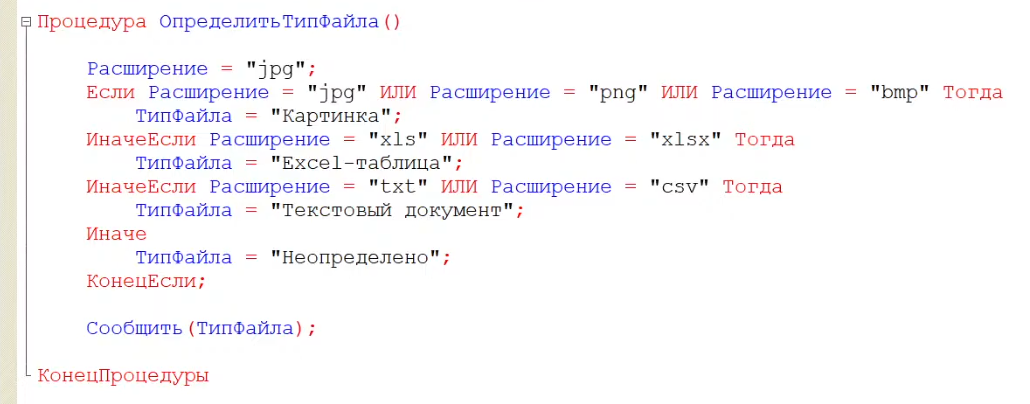 Процедура ОпределитьТипФайла()
Расширение = "jpg";
Если Расширение = "jpg" ИЛИ Расширение = "png" ИЛИ Расширение = "bmp" Тогда
ТипФайла = "Картинка";
ИначеЕсли Расширение = "xls" ИЛИ Расширение = "xlsx" Тогда
ТипФайла = "Excel-таблица";
ИначеЕсли Расширение = "txt" ИЛИ Расширение = "csv" Тогда
ТипФайла = "Текстовый документ";
Иначе
ТипФайла = "Неопределено";
КонецЕсли;
Сообщить(ТипФайла);
КонецПроцедуры